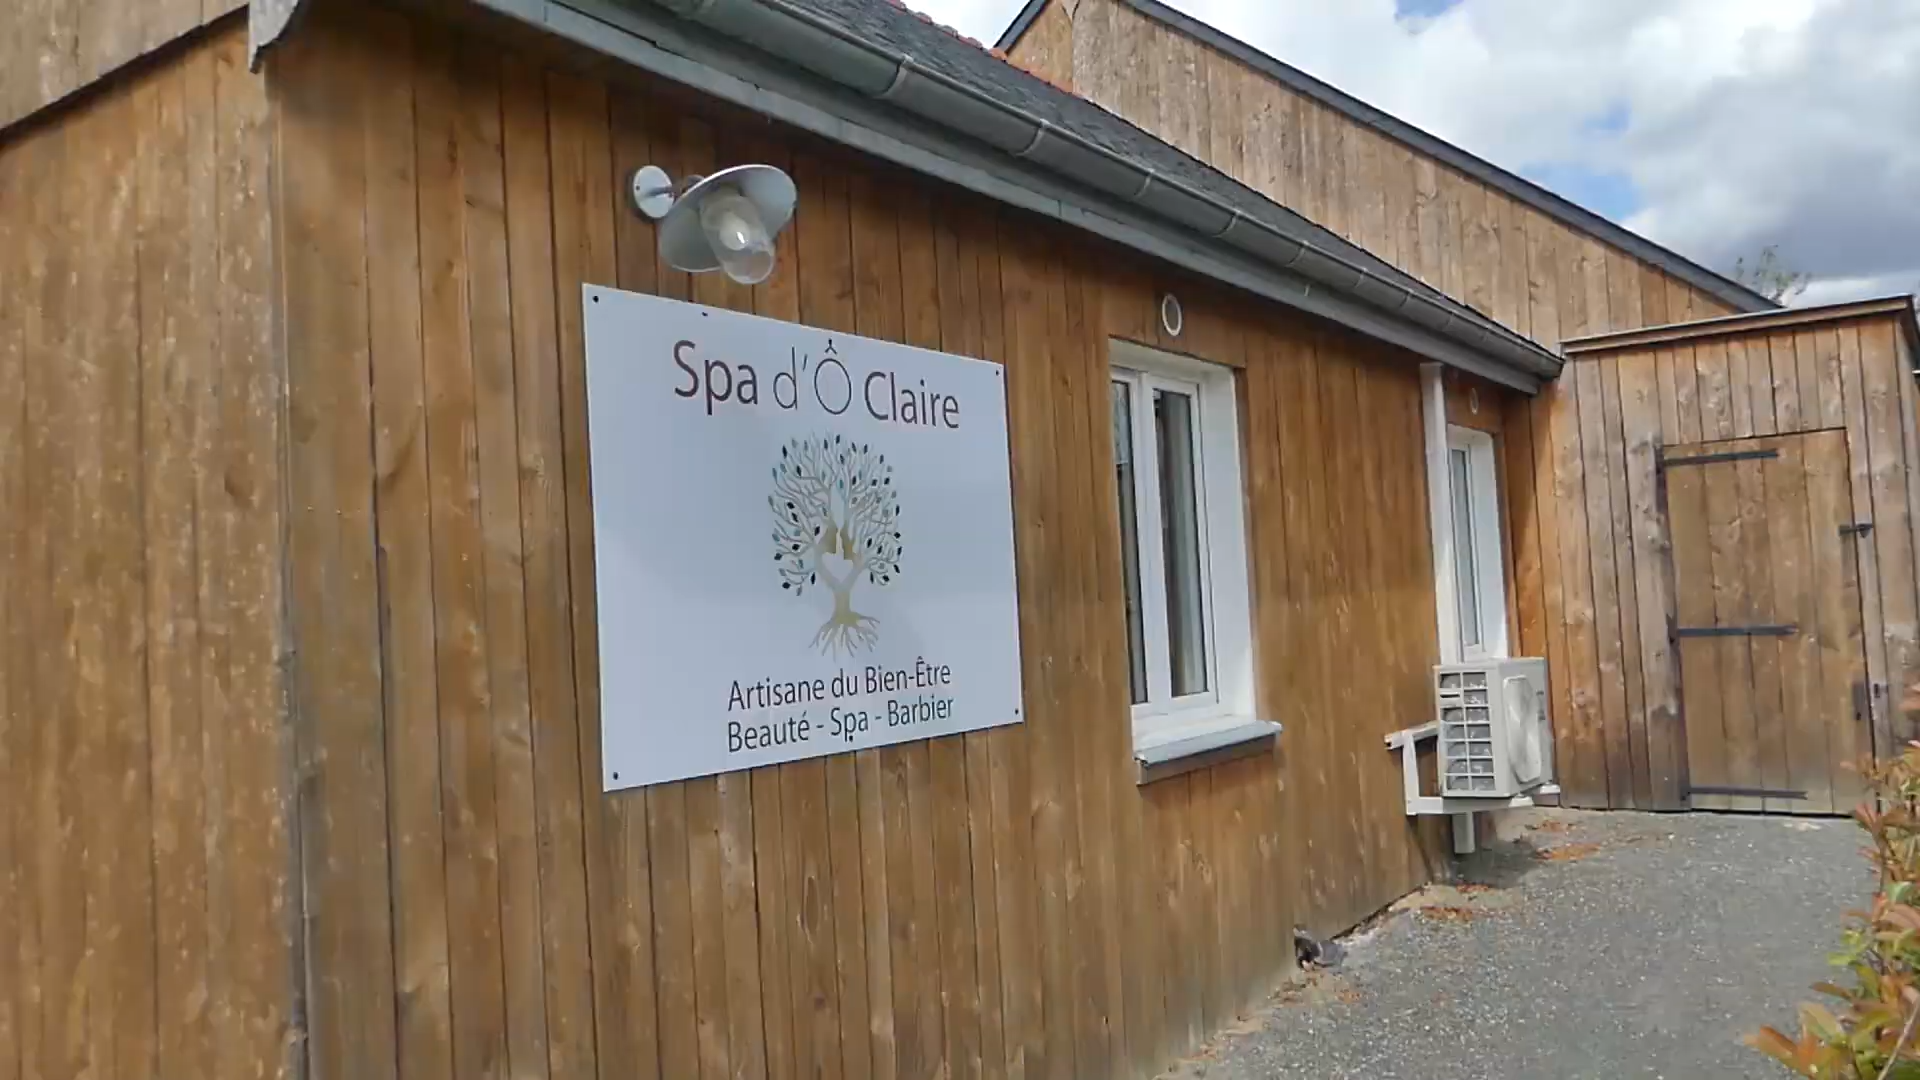 Spa d'Ô Claire
Artisane du Bien-Être
Beauté - Spa - Barbier